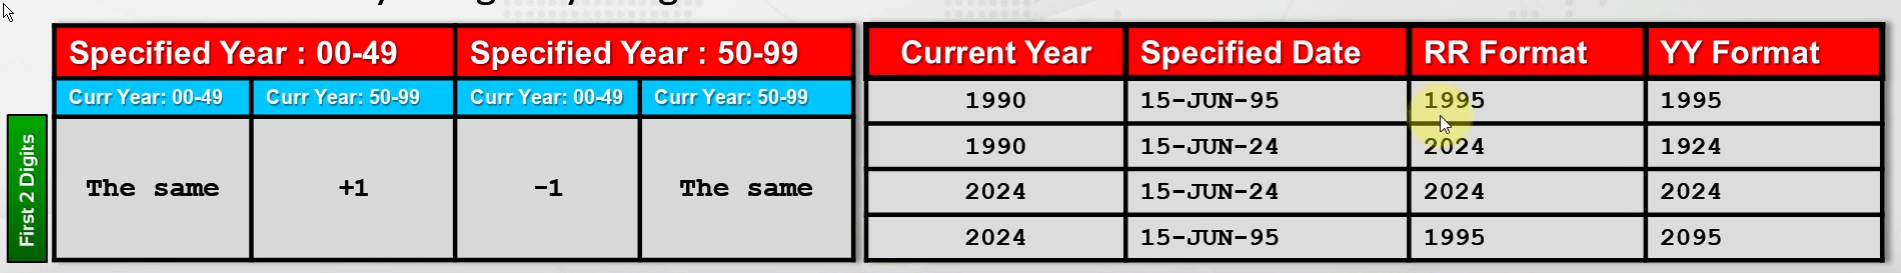 Specified Year : 00-49 Specified Year : 50-99
Curr Year: 00-49 Curr Year: 50-99 Curr Year: 00-49 Curr Year: 50-99
First 2 Digits
The same +1 -1 The same
Current Year Specified Date RR Format YY Format
1990 15-JUN-95 1995 1995
1990 15-JUN-24 2024 1924
2024 15-JUN-24 2024 2024
2024 15-JUN-95 1995 2095